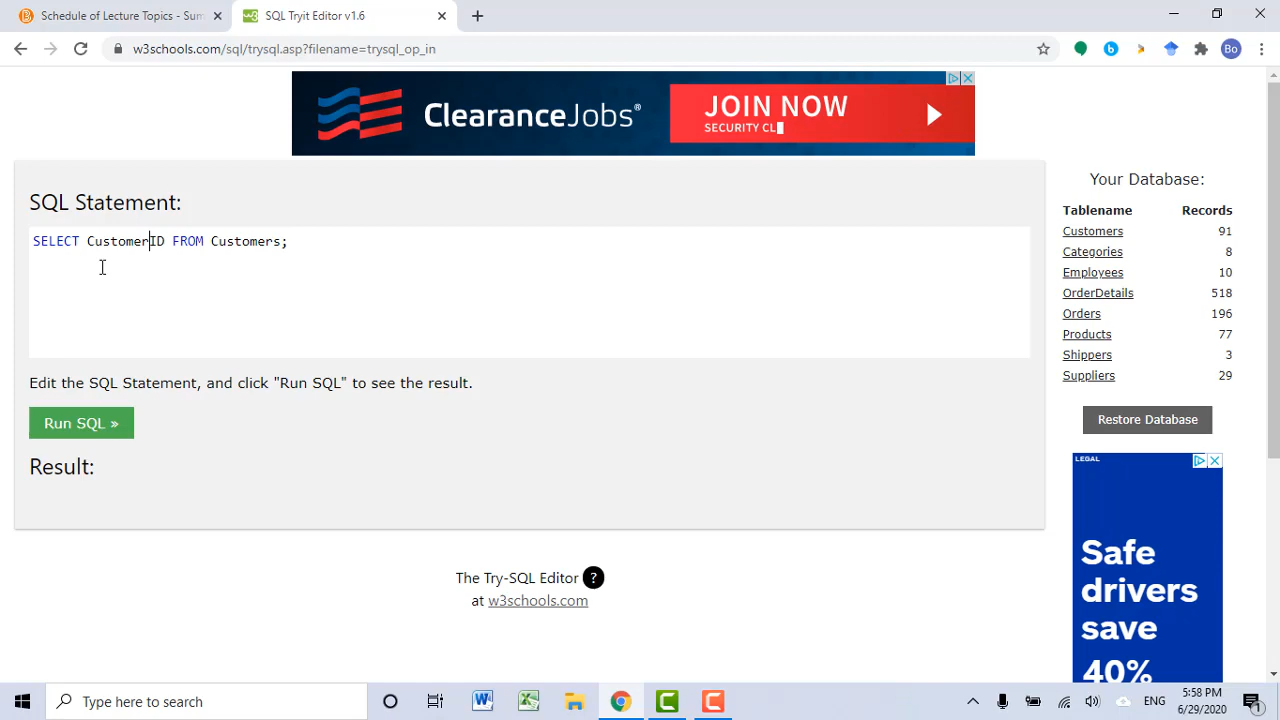 Schedule of Lecture Topics - Sum
SQL Tryit Editor v1.6
w3schools.com/sql/trysql.asp?filename=trysql_op_in
Bo
ClearanceJobs®
JOIN NOW
SECURITY CL
SQL Statement:
SELECT CustomerID FROM Customers;
Edit the SQL Statement, and click "Run SQL" to see the result.
Run SQL »
Result:
The Try-SQL Editor ?
at w3schools.com
Your Database:
Tablename Records
Customers 91
Categories 8
Employees 10
OrderDetails 518
Orders 196
Products 77
Shippers 3
Suppliers 29
Restore Database
LEGAL
Safe
drivers
save
40%
Type here to search
ENG
5:58 PM
6/29/2020